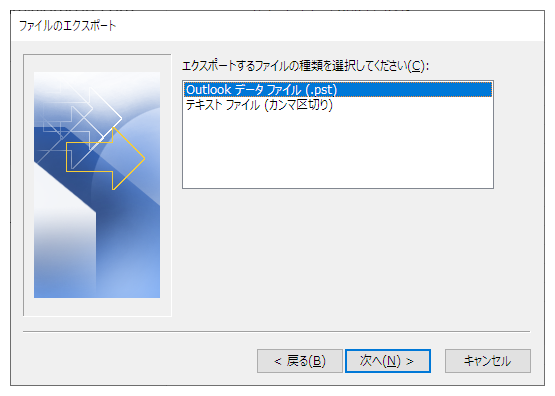 ファイルのエクスポート
エクスポートするファイルの種類を選択してください(C):
Outlook データ ファイル (.pst)
テキスト ファイル (カンマ区切り)
< 戻る(B)
次へ(N) >
キャンセル